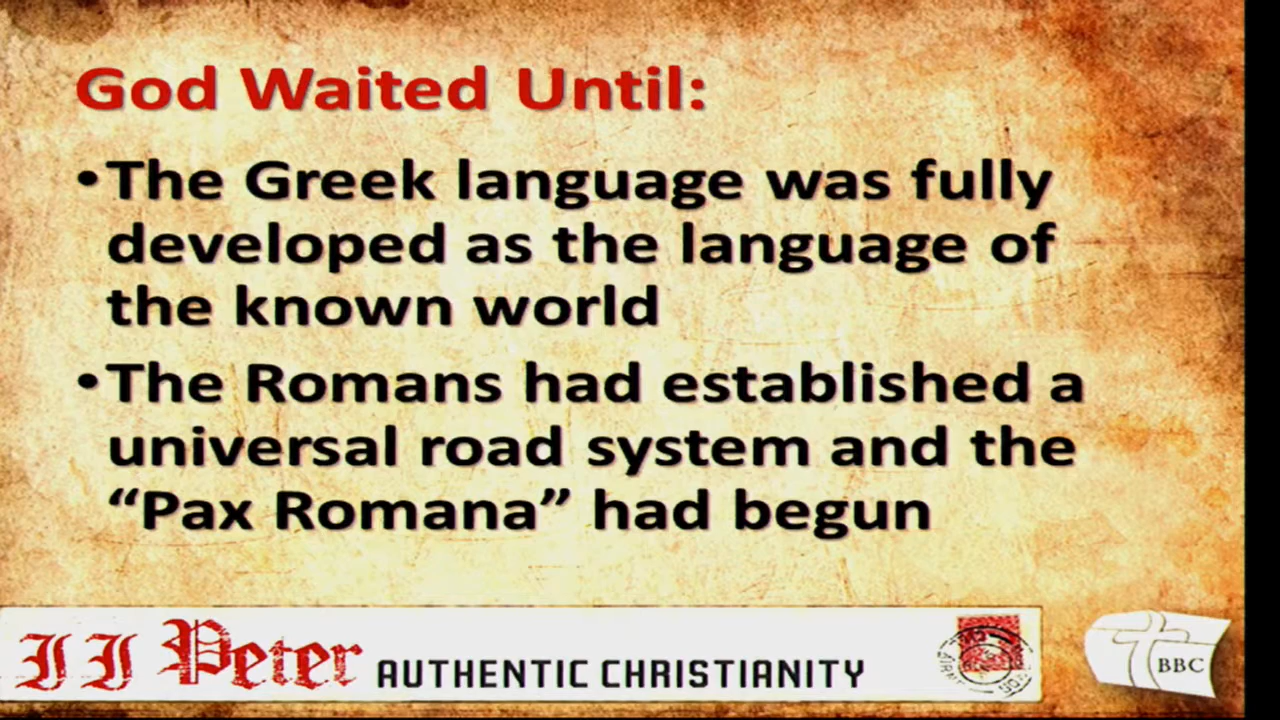 God Waited Until:
•The Greek language was fully
developed as the language of
the known world
•The Romans had established a
universal road system and the
“Pax Romana” had begun
II Peter AUTHENTIC CHRISTIANITY
BBC